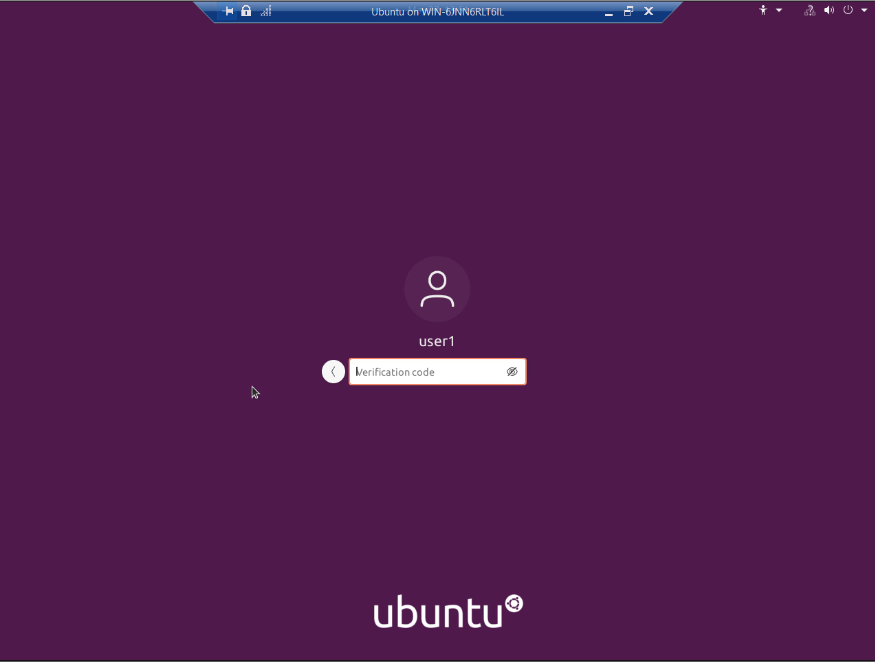 Ubuntu on WIN-6JNN6RLT6IL
user1
Verification code
ubuntu